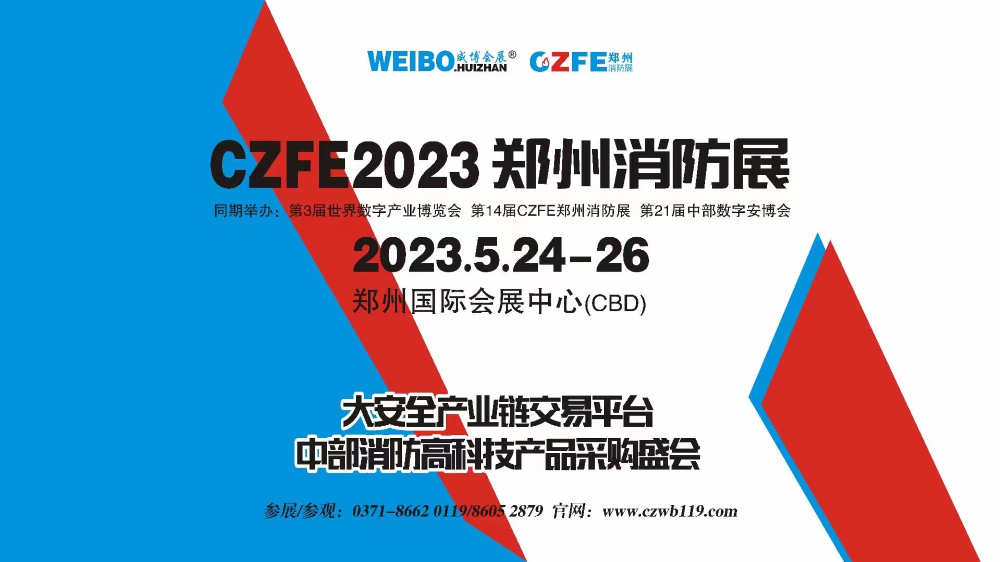 WEIBO威博会展® CZFE郑州
.HUIZHAN 消防展
CZFE2023 郑州消防展
同期举办：第3届世界数字产业博览会 第14届CZFE郑州消防展 第21届中部数字安博会
2023.5.24-26
郑州国际会展中心(CBD)
大安全产业链交易平台
中部消防高科技产品采购盛会
参展/参观：0371-8662 0119/8605 2879 官网：www.czwb119.com